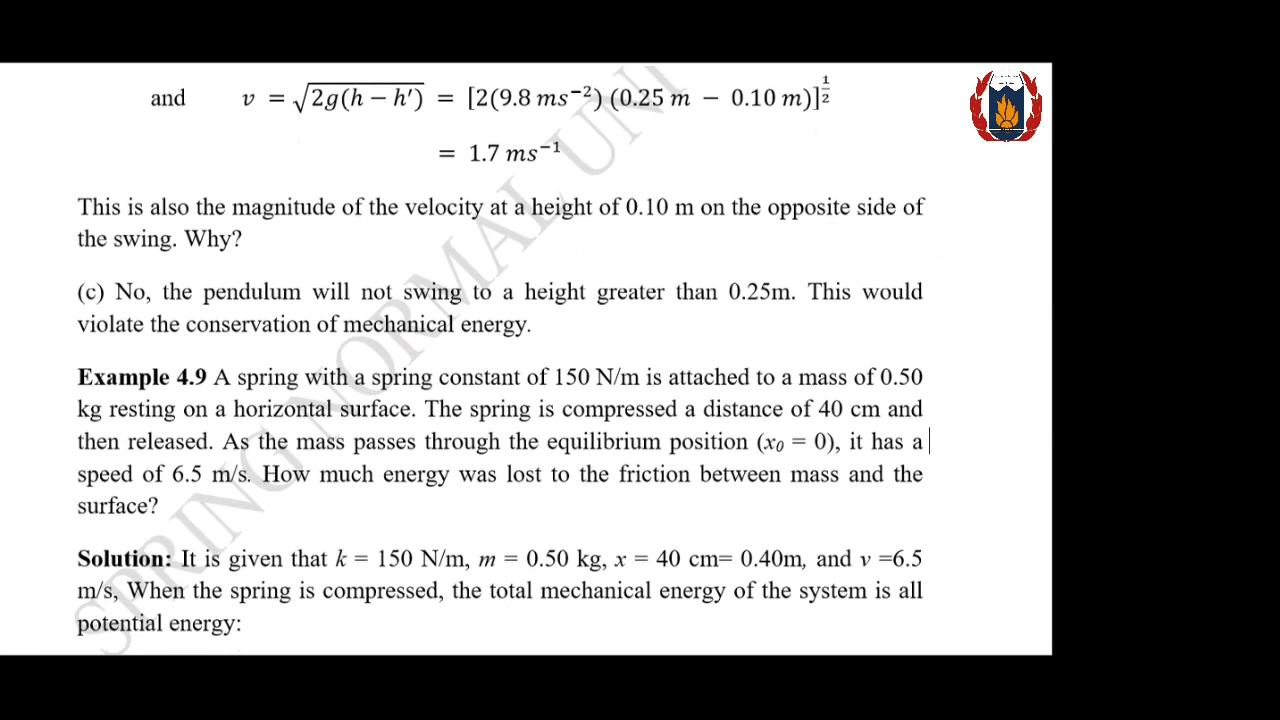 and v = √2g(h − h′) = [2(9.8 ms⁻²) (0.25 m − 0.10 m)]^½
= 1.7 ms⁻¹
This is also the magnitude of the velocity at a height of 0.10 m on the opposite side of
the swing. Why?
(c) No, the pendulum will not swing to a height greater than 0.25m. This would
violate the conservation of mechanical energy.
Example 4.9 A spring with a spring constant of 150 N/m is attached to a mass of 0.50
kg resting on a horizontal surface. The spring is compressed a distance of 40 cm and
then released. As the mass passes through the equilibrium position (x₀ = 0), it has a
speed of 6.5 m/s. How much energy was lost to the friction between mass and the
surface?
Solution: It is given that k = 150 N/m, m = 0.50 kg, x = 40 cm= 0.40m, and v =6.5
m/s, When the spring is compressed, the total mechanical energy of the system is all
potential energy:
SPRING NORMAL UNI